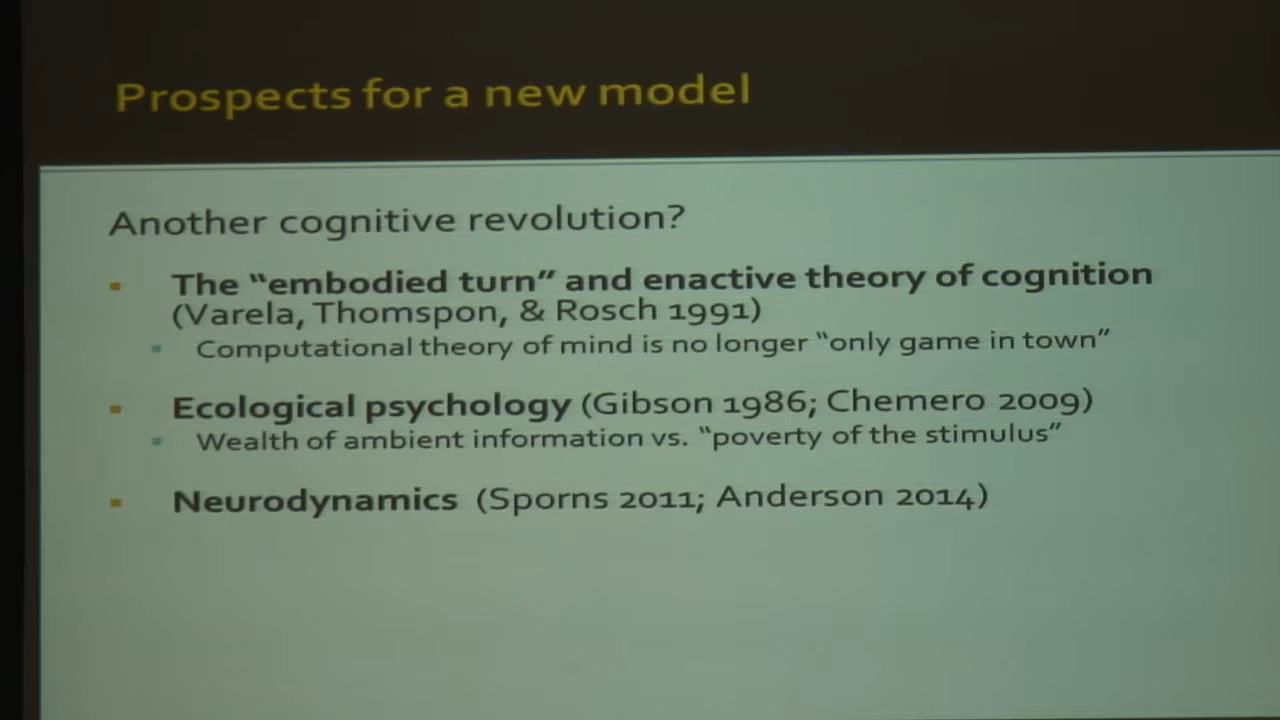 Prospects for a new model
Another cognitive revolution?
The “embodied turn” and enactive theory of cognition
(Varela, Thomspon, & Rosch 1991)
Computational theory of mind is no longer “only game in town”
Ecological psychology (Gibson 1986; Chemero 2009)
Wealth of ambient information vs. “poverty of the stimulus”
Neurodynamics (Sporns 2011; Anderson 2014)